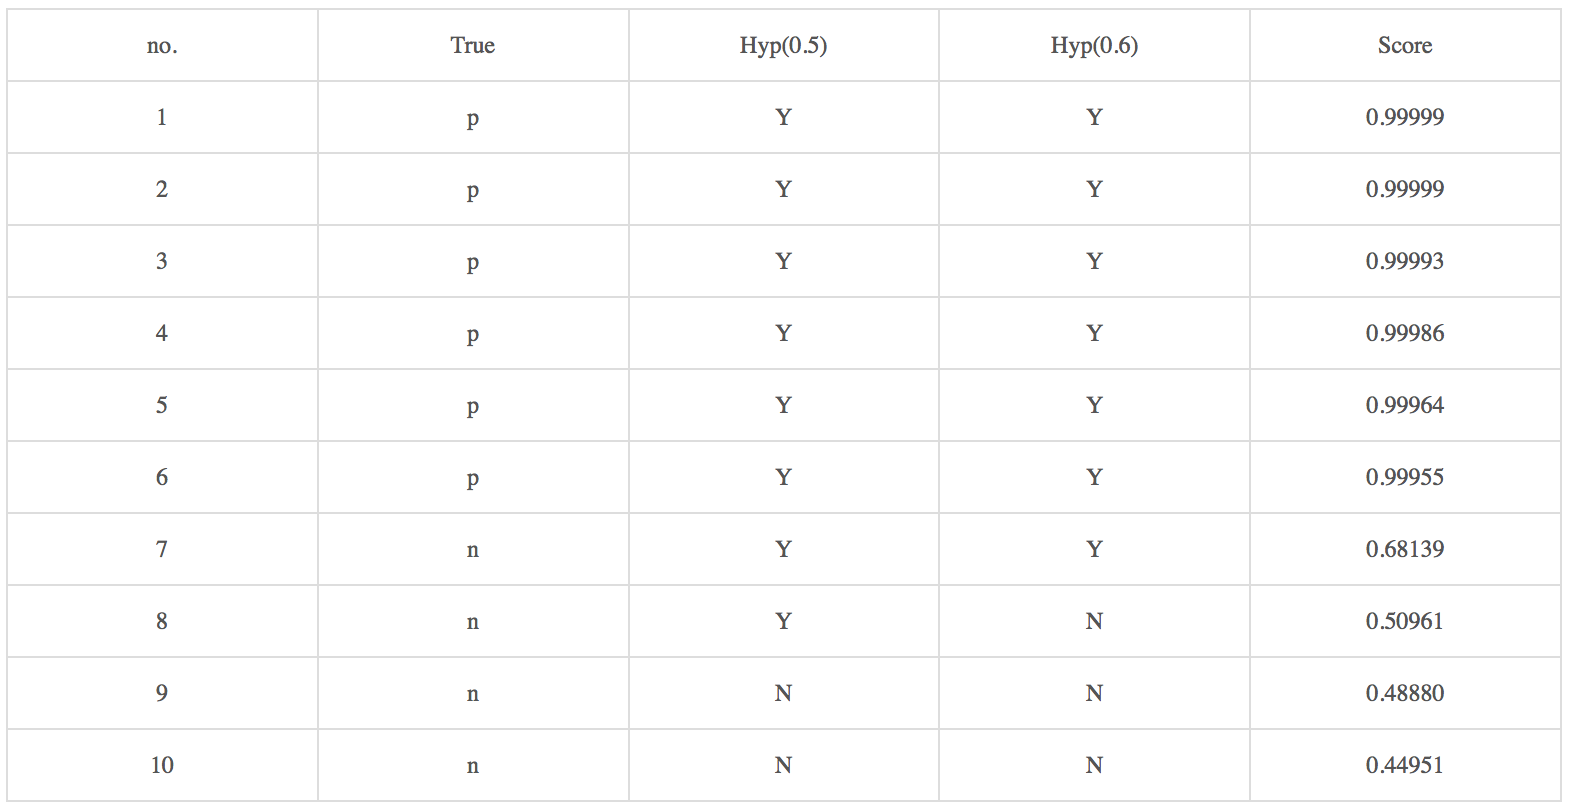 no. True Hyp(0.5) Hyp(0.6) Score
1 p Y Y 0.99999
2 p Y Y 0.99999
3 p Y Y 0.99993
4 p Y Y 0.99986
5 p Y Y 0.99964
6 p Y Y 0.99955
7 n Y Y 0.68139
8 n Y N 0.50961
9 n N N 0.48880
10 n N N 0.44951